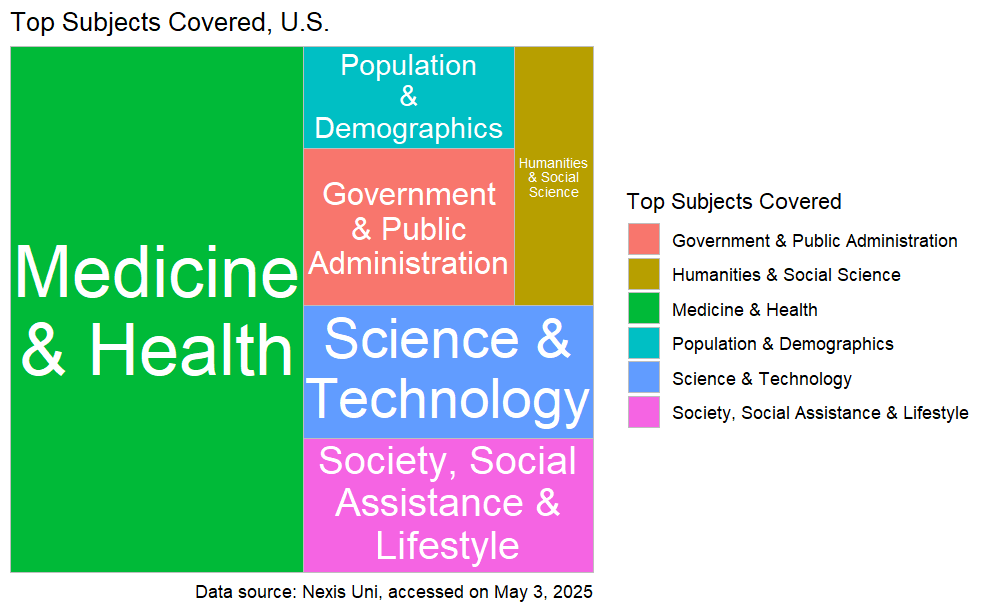 Top Subjects Covered, U.S.
Population
&
Demographics
Humanities
& Social
Science
Government
& Public
Administration
Medicine
& Health
Science &
Technology
Society, Social
Assistance &
Lifestyle
Top Subjects Covered
Government & Public Administration
Humanities & Social Science
Medicine & Health
Population & Demographics
Science & Technology
Society, Social Assistance & Lifestyle
Data source: Nexis Uni, accessed on May 3, 2025